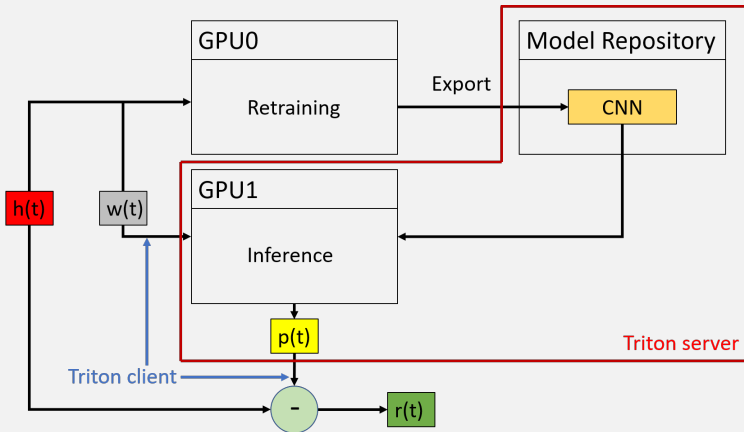 GPU0
Model Repository
Retraining
Export
CNN
GPU1
h(t)
w(t)
Inference
p(t)
Triton server
Triton client
-
r(t)